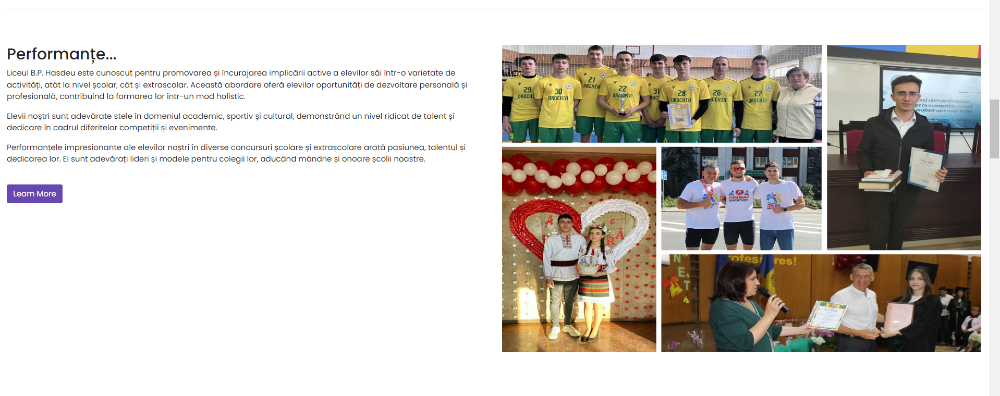 Performanțe...
Liceul B.P. Hasdeu este cunoscut pentru promovarea și încurajarea implicării active a elevilor săi într-o varietate de
activități, atât la nivel școlar, cât și extrascolar. Această abordare oferă elevilor oportunități de dezvoltare personală și
profesională, contribuind la formarea lor într-un mod holistic.
Elevii noștri sunt adevărate stele în domeniul academic, sportiv și cultural, demonstrând un nivel ridicat de talent și
dedicare în cadrul diferitelor competiții și evenimente.
Performanțele impresionante ale elevilor noștri în diverse concursuri școlare și extrașcolare arată pasiunea, talentul și
dedicarea lor. Ei sunt adevărați lideri și modele pentru colegii lor, aducând mândrie și onoare școlii noastre.
Learn More
29
DROCHI
30
DROCHIA
21
ROCHIA
22
31
28
DROCHIA
26
27
DROCHIA
mul către performanță
pe cu o competiție corectă
profesor care crede în tine
DIPLOMA
A
e
R
Ă
CHISINAU
MARATHON
N
E
T
rofes
res!
DIPLOMA